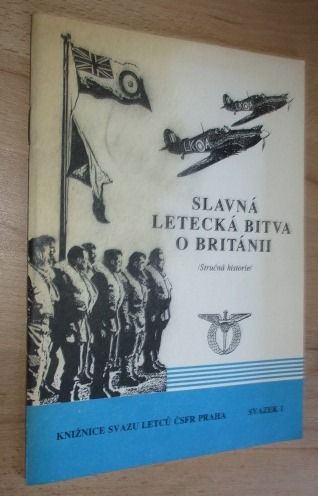 SLAVNÁ
LETECKÁ BITVA
O BRITÁNII
/Stručná historie/
KNIŽNICE SVAZU LETCŮ ČSFR PRAHA SVAZEK 1